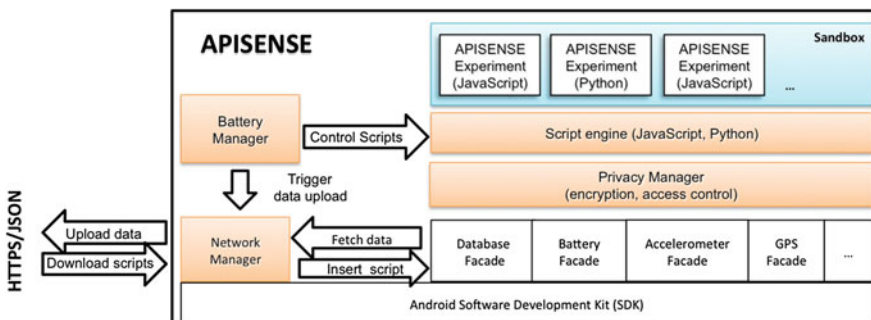 APISENSE
Sandbox
APISENSE
Experiment
(JavaScript)
APISENSE
Experiment
(Python)
APISENSE
Experiment
(JavaScript)
...
Battery
Manager
Control Scripts
Script engine (JavaScript, Python)
Trigger
data upload
Privacy Manager
(encryption, access control)
HTTPS/JSON
Upload data
Download scripts
Network
Manager
Fetch data
Insert script
Database
Facade
Battery
Facade
Accelerometer
Facade
GPS
Facade
...
Android Software Development Kit (SDK)